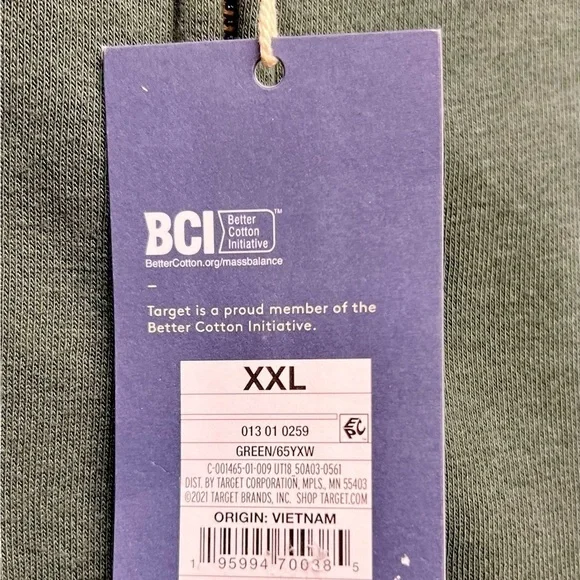 BCI Better Cotton Initiative™
BetterCotton.org/massbalance
Target is a proud member of the
Better Cotton Initiative.
XXL
013 01 0259 EPC
GREEN/65YXW
C-001465-01-009 UT18 50A03-0561
DIST. BY TARGET CORPORATION, MPLS., MN 55403
©2021 TARGET BRANDS, INC. SHOP TARGET.COM
ORIGIN: VIETNAM
1 95994 70038 5